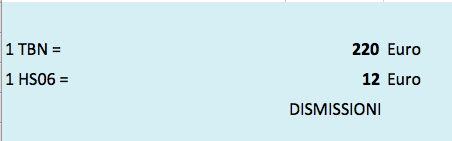 1 TBN = 220 Euro
1 HS06 = 12 Euro
DISMISSIONI